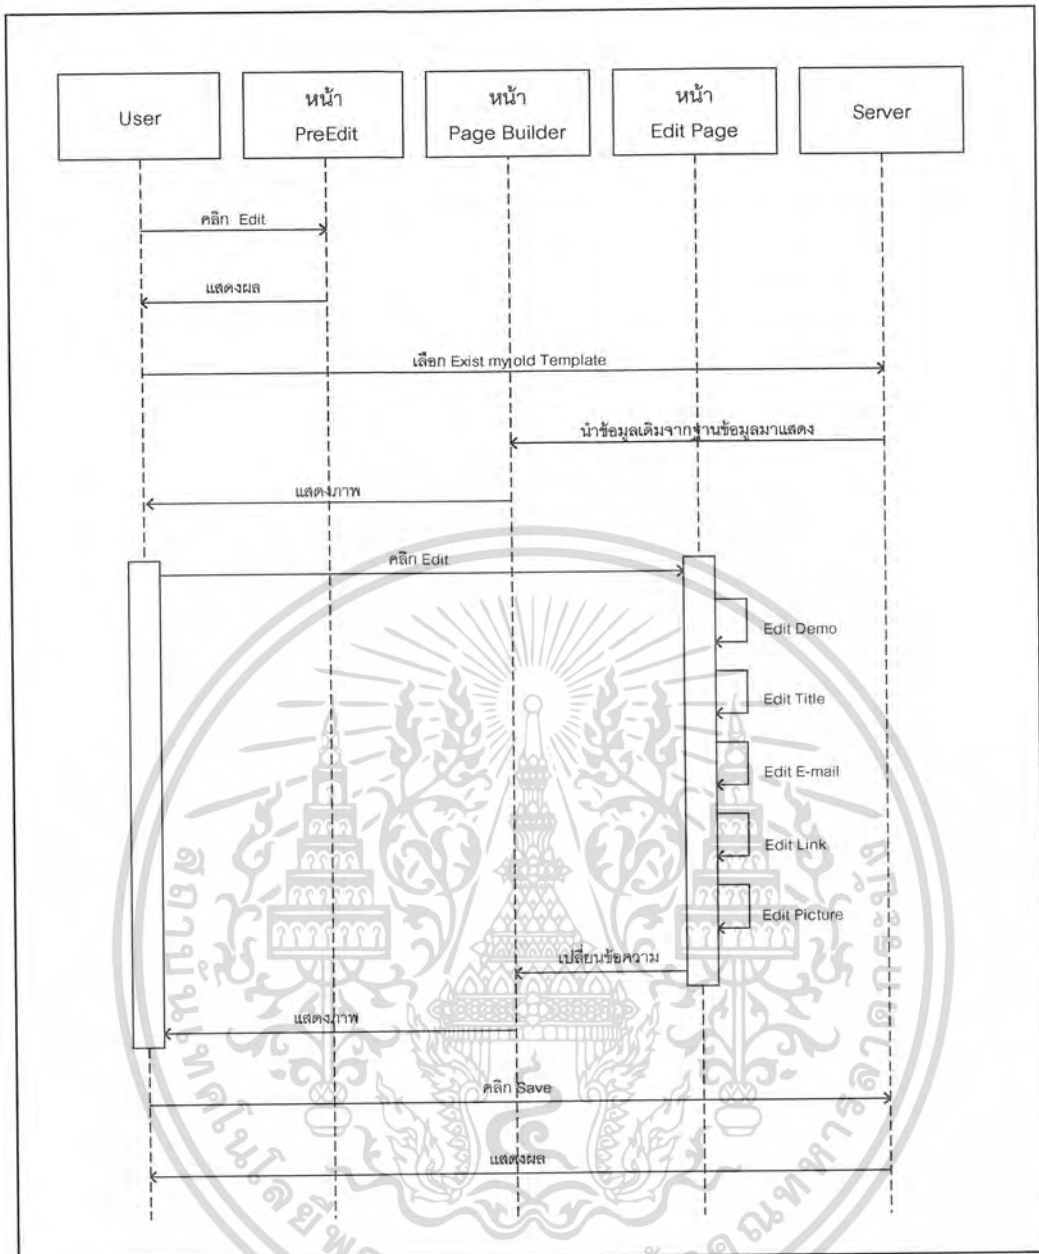 User
หน้า
PreEdit
หน้า
Page Builder
หน้า
Edit Page
Server
คลิก Edit
แสดงผล
เลือก Exist my old Template
นำข้อมูลเดิมจากฐานข้อมูลมาแสดง
แสดงภาพ
คลิก Edit
Edit Demo
Edit Title
Edit E-mail
Edit Link
Edit Picture
เปลี่ยนข้อความ
แสดงภาพ
คลิก Save
แสดงผล